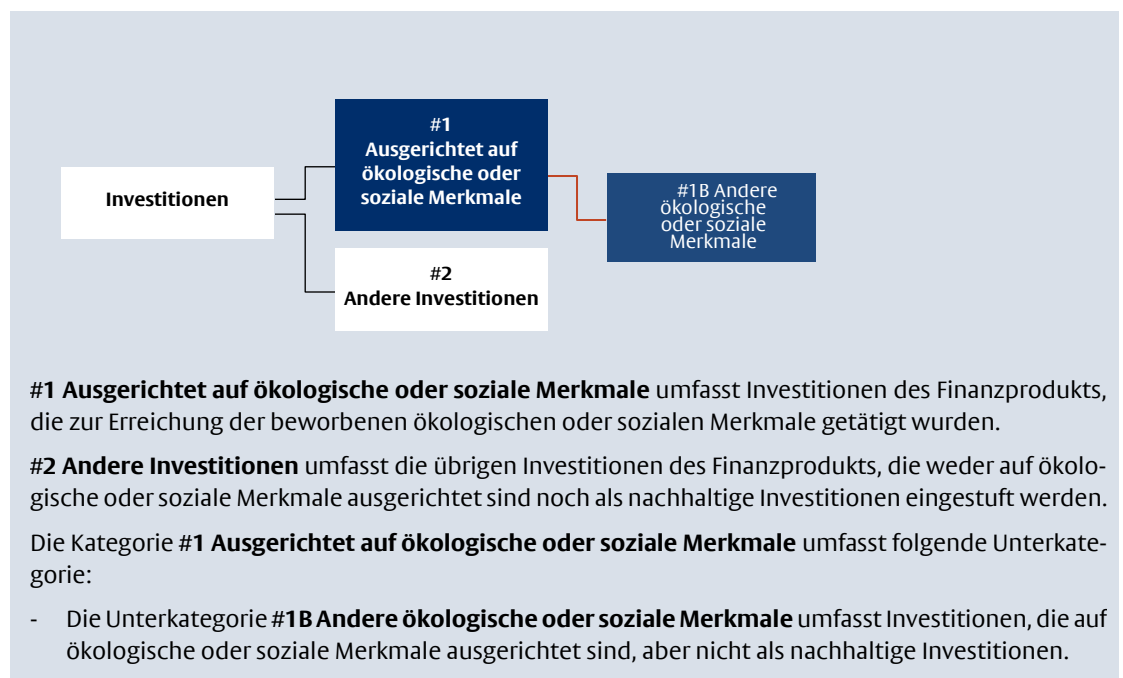 #1
Ausgerichtet auf
ökologische oder
soziale Merkmale
Investitionen
#1B Andere
ökologische
oder soziale
Merkmale
#2
Andere Investitionen
#1 Ausgerichtet auf ökologische oder soziale Merkmale umfasst Investitionen des Finanzprodukts,
die zur Erreichung der beworbenen ökologischen oder sozialen Merkmale getätigt wurden.
#2 Andere Investitionen umfasst die übrigen Investitionen des Finanzprodukts, die weder auf ökolo-
gische oder soziale Merkmale ausgerichtet sind noch als nachhaltige Investitionen eingestuft werden.
Die Kategorie #1 Ausgerichtet auf ökologische oder soziale Merkmale umfasst folgende Unterkate-
gorie:
- Die Unterkategorie #1B Andere ökologische oder soziale Merkmale umfasst Investitionen, die auf
ökologische oder soziale Merkmale ausgerichtet sind, aber nicht als nachhaltige Investitionen.